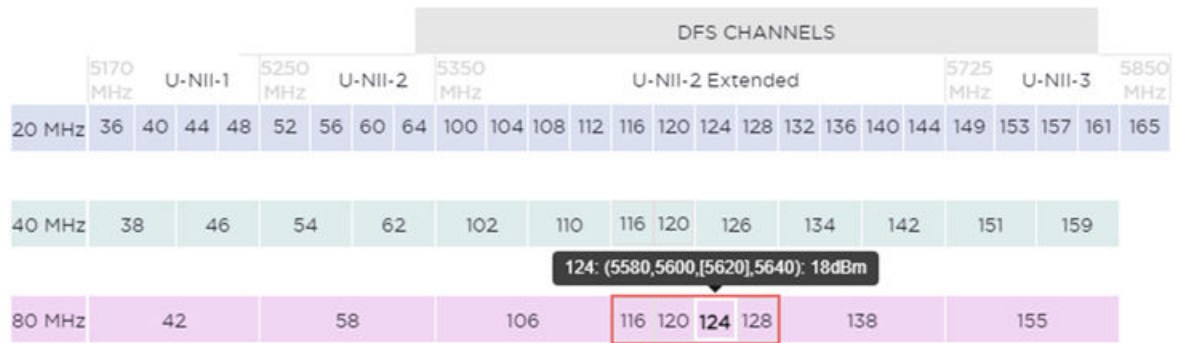 DFS CHANNELS
5170 MHz U-NII-1 5250 MHz U-NII-2 5350 MHz U-NII-2 Extended 5725 MHz U-NII-3 5850 MHz
20 MHz 36 40 44 48 52 56 60 64 100 104 108 112 116 120 124 128 132 136 140 144 149 153 157 161 165
40 MHz 38 46 54 62 102 110 116 120 126 134 142 151 159
124: (5580,5600,[5620],5640): 18dBm
80 MHz 42 58 106 116 120 124 128 138 155